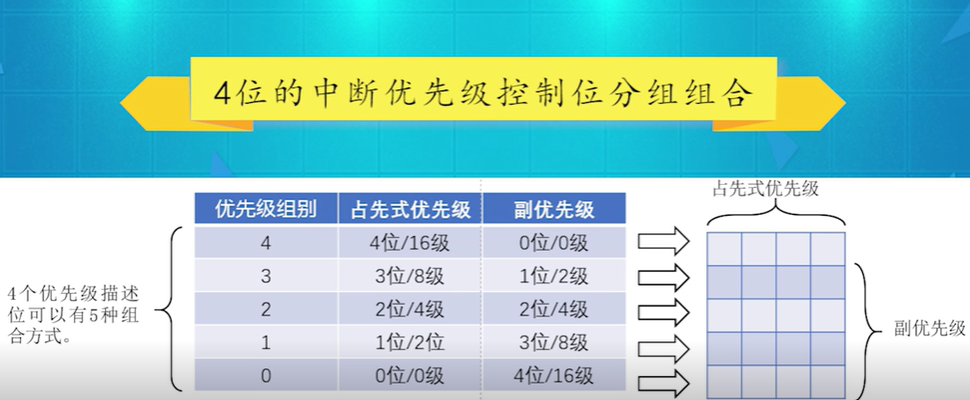 4位的中断优先级控制位分组组合
占先式优先级
优先级组别 占先式优先级 副优先级
4 4位/16级 0位/0级
3 3位/8级 1位/2级
2 2位/4级 2位/4级
1 1位/2位 3位/8级
0 0位/0级 4位/16级
4个优先级描述
位可以有5种组
合方式。
副优先级